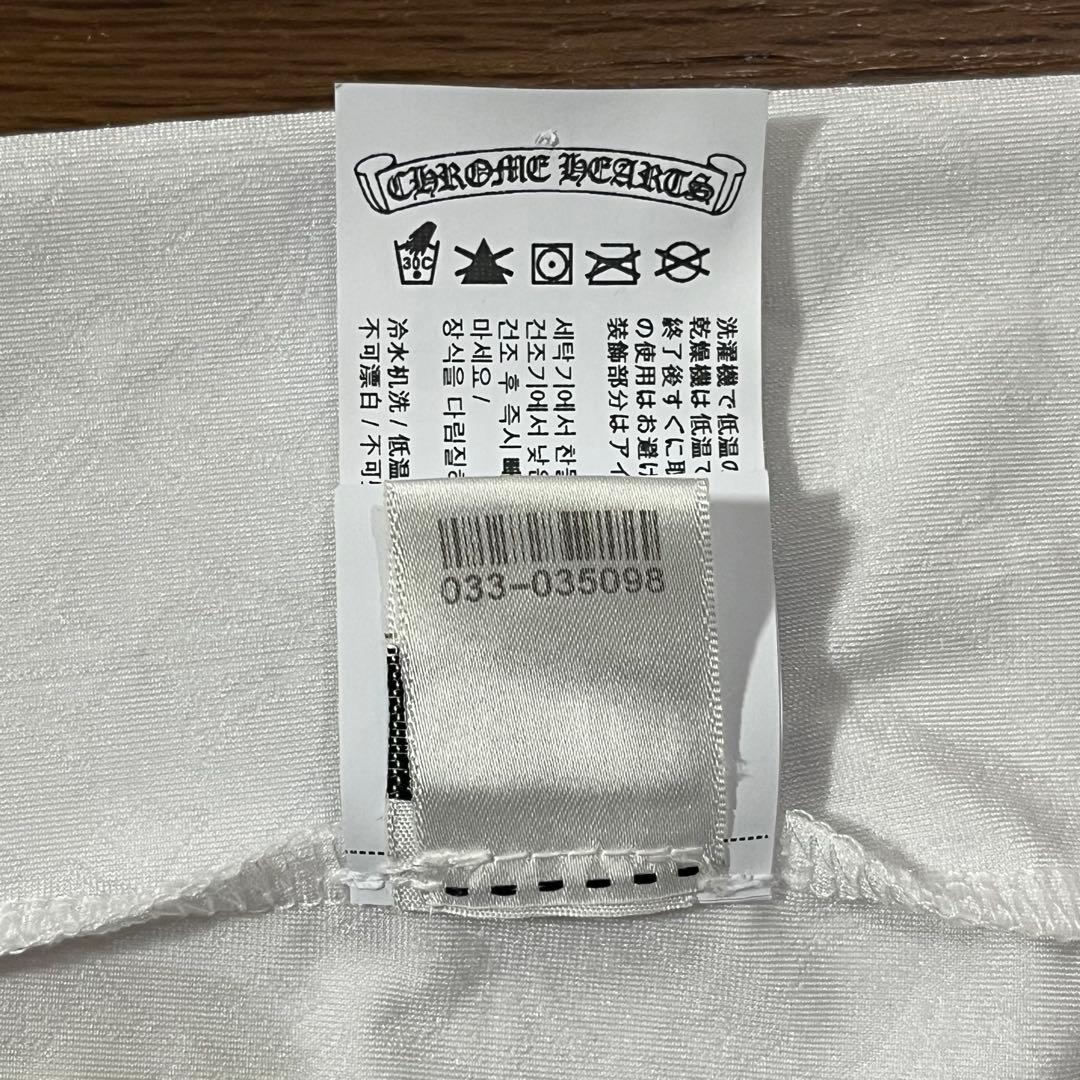 CHROME HEARTS
30C
洗濯機で低温の
乾燥機は低温で
終了後すぐに取
の使用はお避け
装飾部分はアイ
세탁기에서 찬물
건조기에서 낮은
건조 후 즉시
마세요 /
장식을 다림질하
冷水机洗 / 低温
不可漂白 / 不可
033-035098